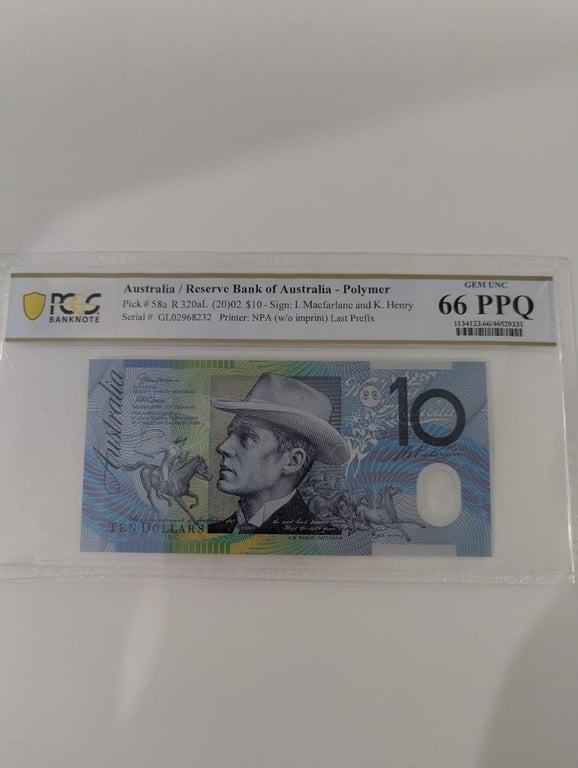 PCGS
BANKNOTE
Australia / Reserve Bank of Australia - Polymer
Pick # 58a R 320aL (20)02 $10 - Sign: I. Macfarlane and K. Henry
Serial # GL02968232 Printer: NPA (w/o imprint) Last Prefix
GEM UNC
66 PPQ
1134123.66/46529331
Australia
10
TEN DOLLARS